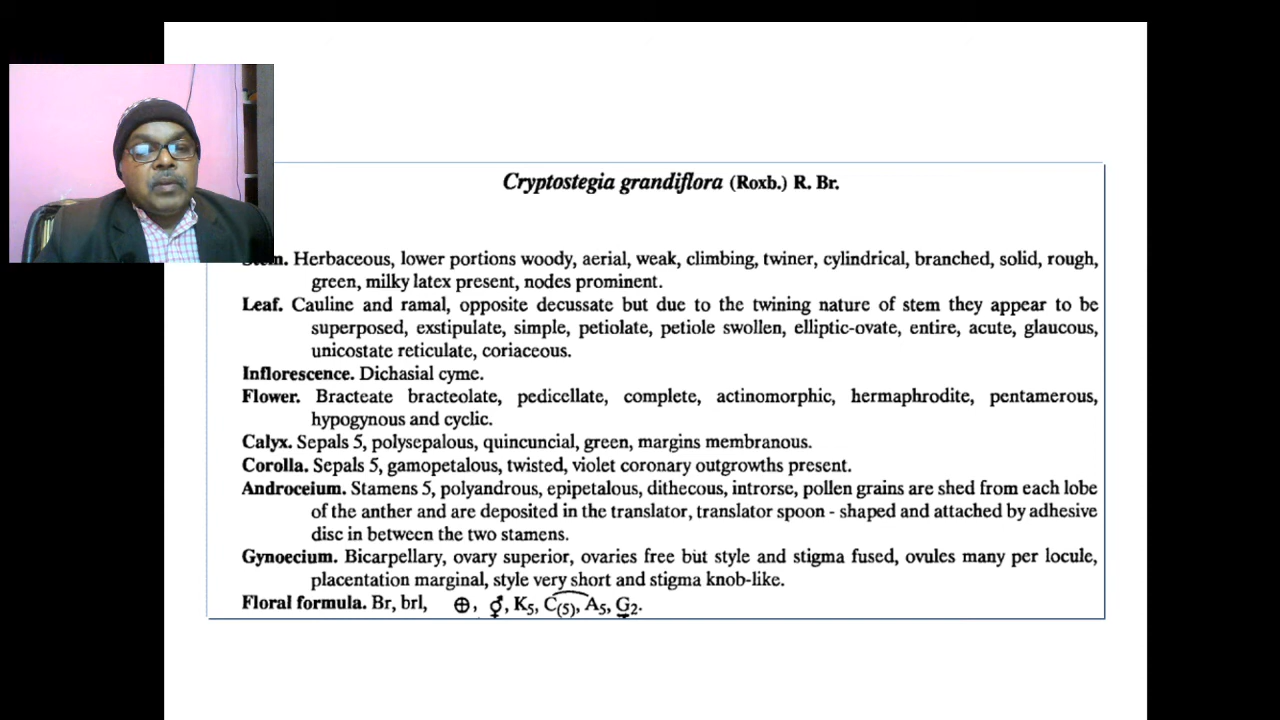 Cryptostegia grandiflora (Roxb.) R. Br.
Herbaceous, lower portions woody, aerial, weak, climbing, twiner, cylindrical, branched, solid, rough,
green, milky latex present, nodes prominent.
Leaf. Cauline and ramal, opposite decussate but due to the twining nature of stem they appear to be
superposed, exstipulate, simple, petiolate, petiole swollen, elliptic-ovate, entire, acute, glaucous,
unicostate reticulate, coriaceous.
Inflorescence. Dichasial cyme.
Flower. Bracteate bracteolate, pedicellate, complete, actinomorphic, hermaphrodite, pentamerous,
hypogynous and cyclic.
Calyx. Sepals 5, polysepalous, quincuncial, green, margins membranous.
Corolla. Sepals 5, gamopetalous, twisted, violet coronary outgrowths present.
Androceium. Stamens 5, polyandrous, epipetalous, dithecous, introrse, pollen grains are shed from each lobe
of the anther and are deposited in the translator, translator spoon - shaped and attached by adhesive
disc in between the two stamens.
Gynoecium. Bicarpellary, ovary superior, ovaries free but style and stigma fused, ovules many per locule,
placentation marginal, style very short and stigma knob-like.
Floral formula. Br, brl, ⊕, ⚥, K5, C(5), A5, G2.